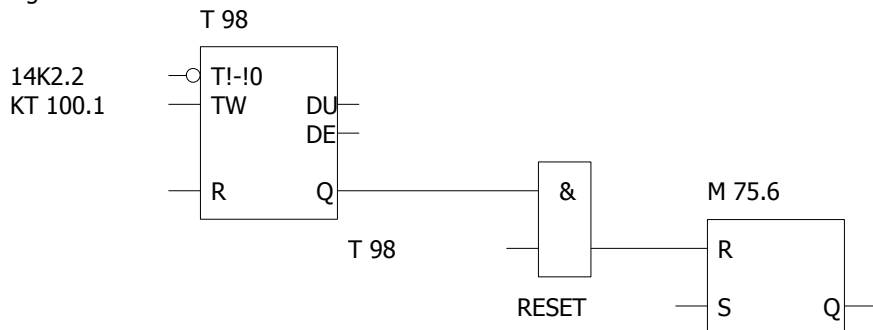 T 98
14K2.2 T!-!0
KT 100.1 TW DU
DE
R Q & M 75.6
T 98 R
RESET S Q